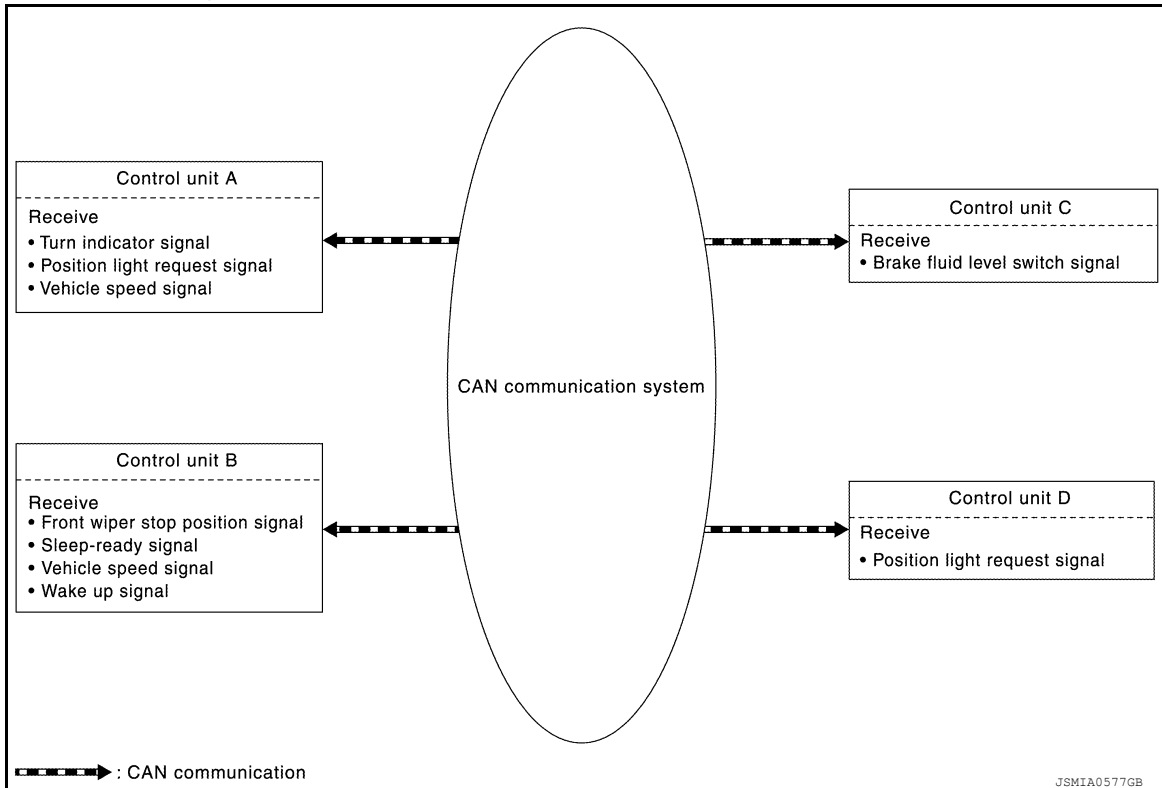 Control unit A
Receive
• Turn indicator signal
• Position light request signal
• Vehicle speed signal
Control unit B
Receive
• Front wiper stop position signal
• Sleep-ready signal
• Vehicle speed signal
• Wake up signal
CAN communication system
Control unit C
Receive
• Brake fluid level switch signal
Control unit D
Receive
• Position light request signal
: CAN communication
JSMIA0577GB